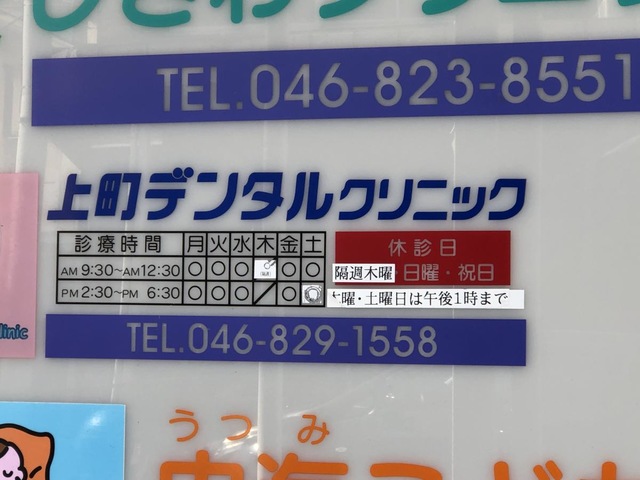 TEL.046-823-8551
上町デンタルクリニック
診療時間 月 火 水 木 金 土
AM 9:30～AM 12:30 ○ ○ ○ ○ ○
PM 2:30～PM 6:30 ○ ○ ○ / ○
休診日
隔週木曜・日曜・祝日
曜・土曜日は午後1時まで
TEL.046-829-1558
linic
うつみ